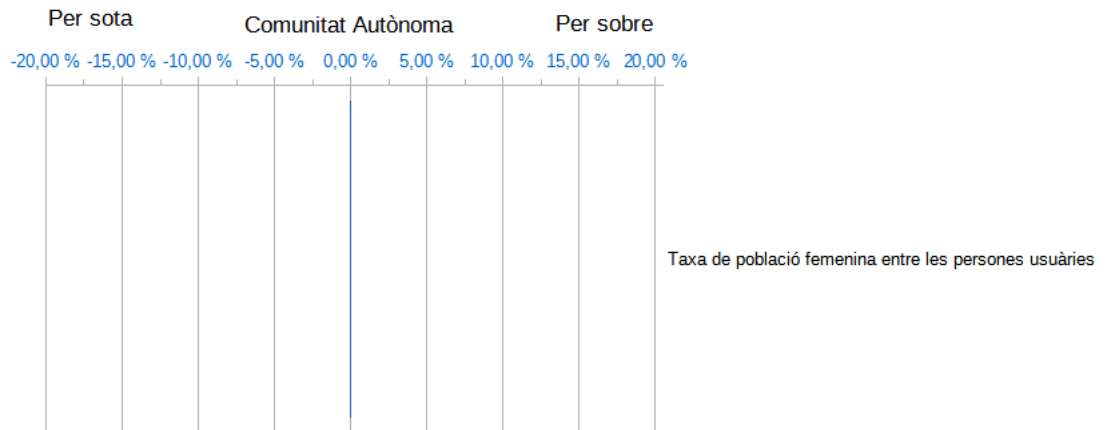 Per sota Comunitat Autònoma Per sobre
-20,00 % -15,00 % -10,00 % -5,00 % 0,00 % 5,00 % 10,00 % 15,00 % 20,00 %
Taxa de població femenina entre les persones usuàries